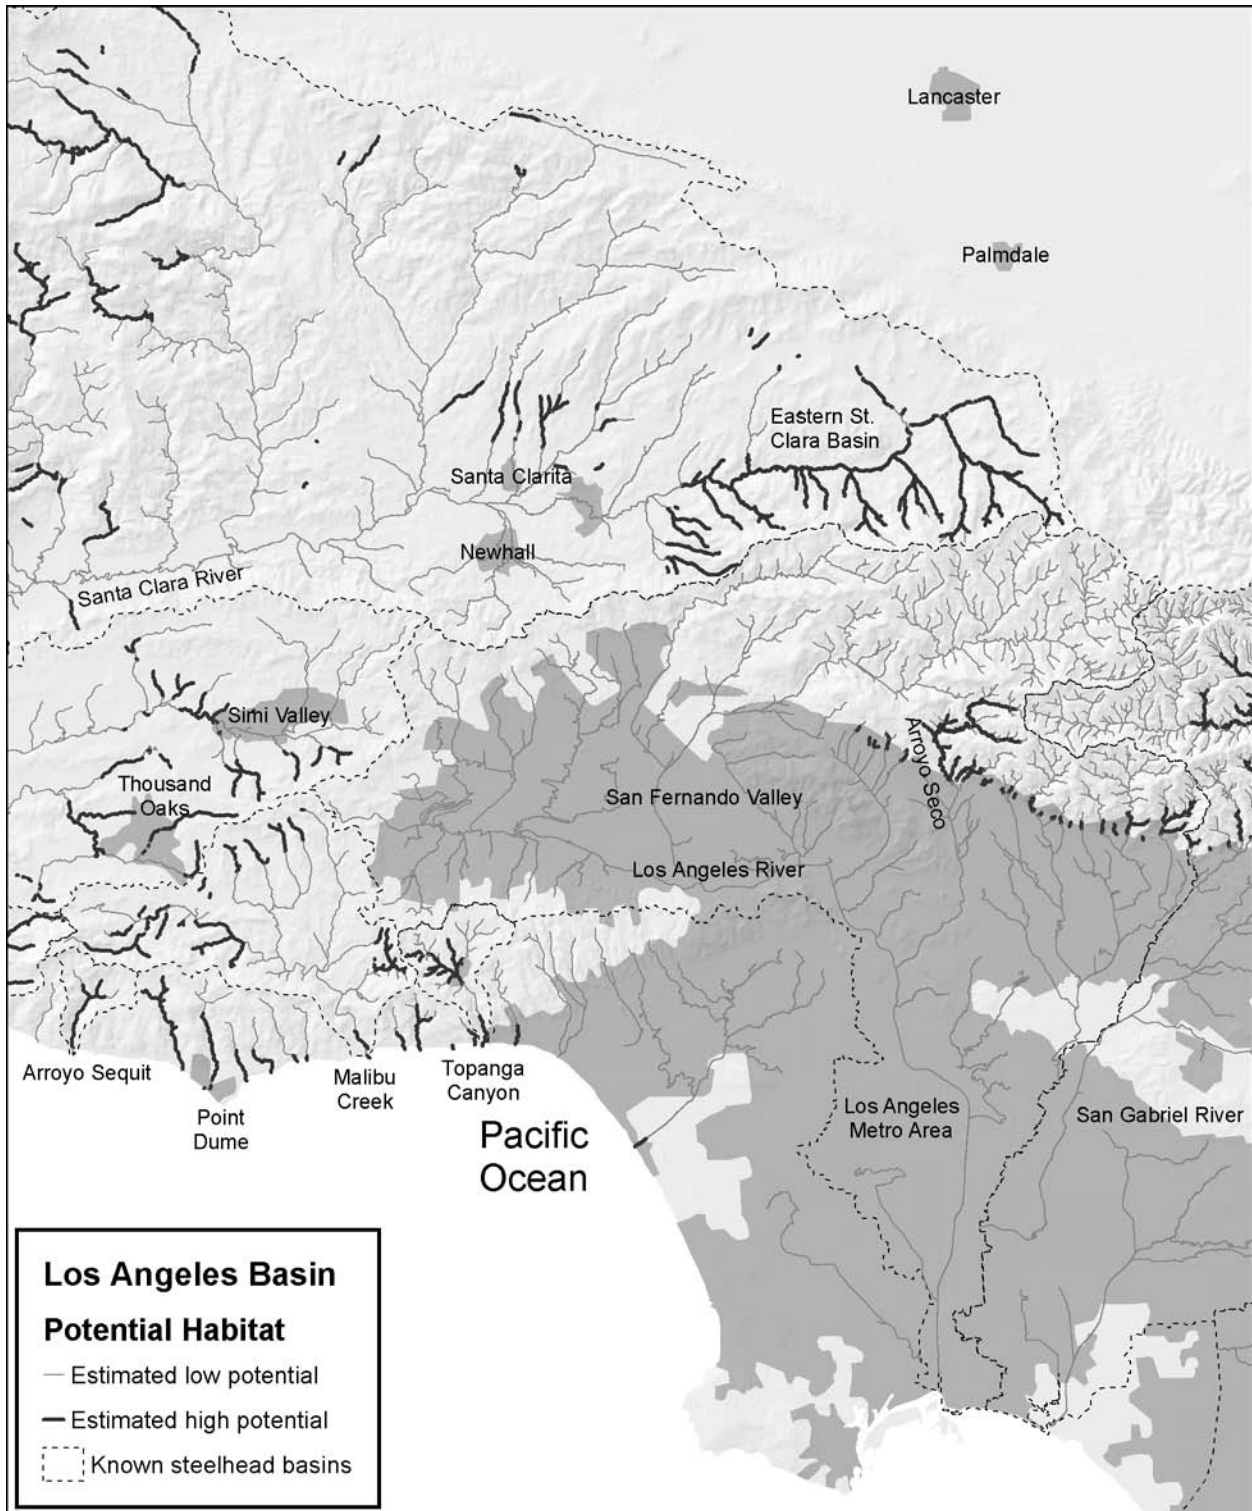 Lancaster
Palmdale
Eastern St.
Clara Basin
Santa Clarita
Newhall
Santa Clara River
Simi Valley
Thousand
Oaks
Arroyo Seco
San Fernando Valley
Los Angeles River
Arroyo Sequit
Malibu
Creek
Topanga
Canyon
Point
Dume
Los Angeles
Metro Area
San Gabriel River
Pacific
Ocean
Los Angeles Basin
Potential Habitat
Estimated low potential
Estimated high potential
Known steelhead basins